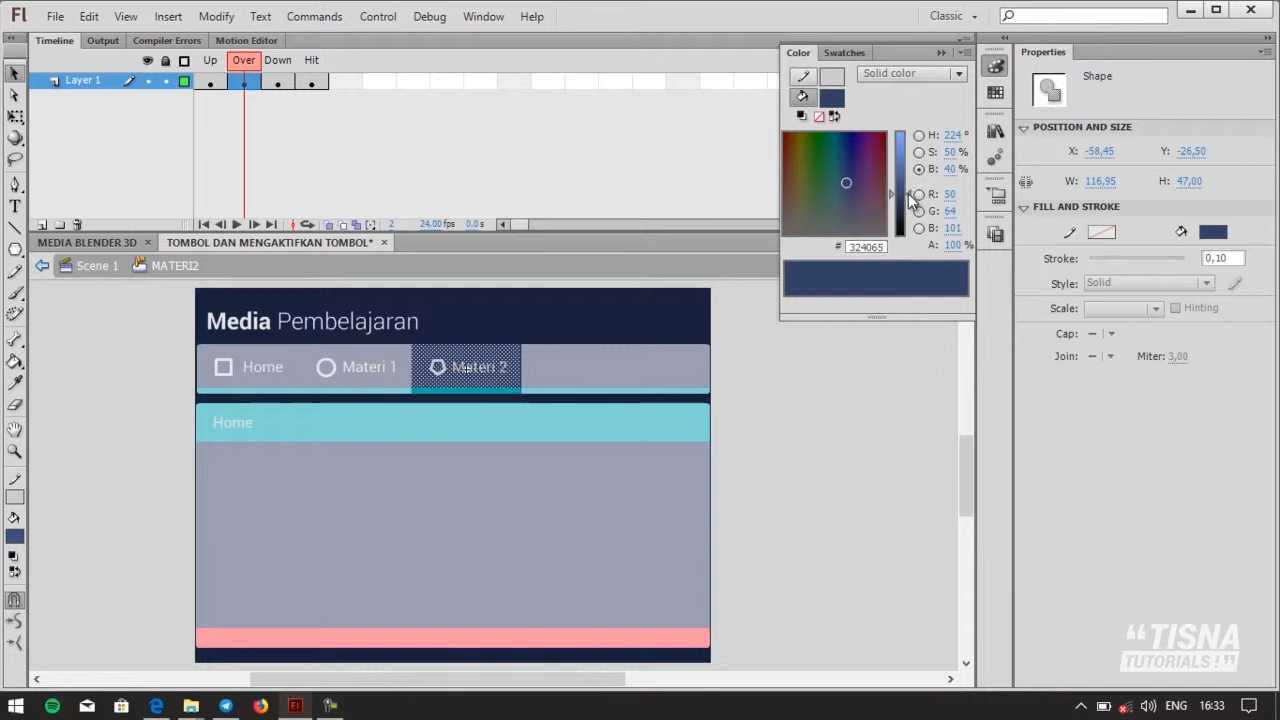 Fl File Edit View Insert Modify Text Commands Control Debug Window Help Classic
Timeline Output Compiler Errors Motion Editor
Up Over Down Hit
Layer 1
2 24,00fps 0,0s
MEDIA BLENDER 3D × TOMBOL DAN MENGAKTIFKAN TOMBOL* ×
Scene 1 MATERI2
Media Pembelajaran
Home Materi 1 Materi 2
Home
Color Swatches
Solid color
H: 224 °
S: 50 %
B: 40 %
R: 50
G: 64
B: 101
# 324065 A: 100 %
Properties
Shape
POSITION AND SIZE
X: -58,45 Y: -26,50
W: 116,95 H: 47,00
FILL AND STROKE
Stroke: 0,10
Style: Solid
Scale: Hinting
Cap:
Join: Miter: 3,00
“TISNA
TUTORIALS!”
ENG 16:33